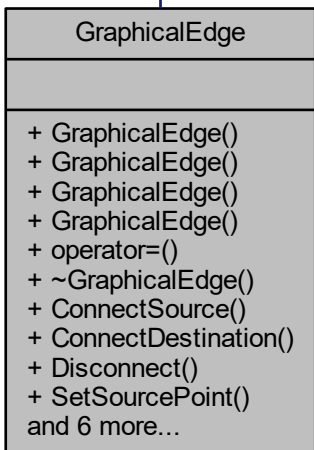 GraphicalEdge
+ GraphicalEdge()
+ GraphicalEdge()
+ GraphicalEdge()
+ GraphicalEdge()
+ operator=()
+ ~GraphicalEdge()
+ ConnectSource()
+ ConnectDestination()
+ Disconnect()
+ SetSourcePoint()
and 6 more...